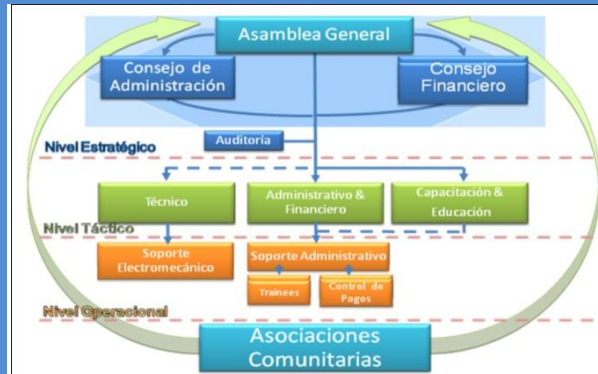 Asamblea General
Consejo de
Administración
Consejo
Financiero
Auditoría
Nivel Estratégico
Técnico
Administrativo &
Financiero
Capacitación &
Educación
Nivel Táctico
Soporte
Electromecánico
Soporte Administrativo
Trainees
Control de
Pagos
Nivel Operacional
Asociaciones
Comunitarias